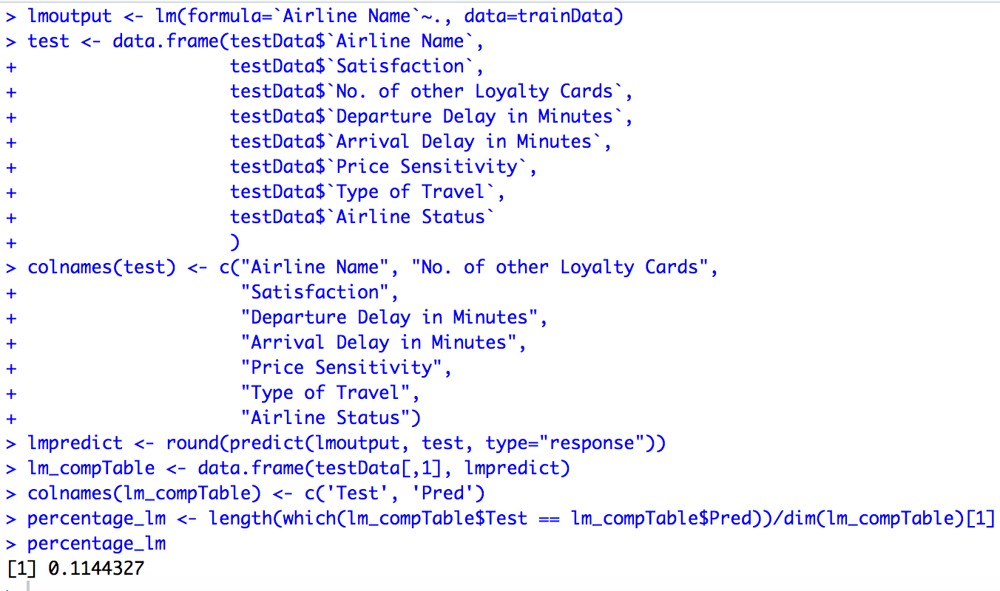 > lmoutput <- lm(formula=`Airline Name`~., data=trainData)
> test <- data.frame(testData$`Airline Name`,
+                    testData$`Satisfaction`,
+                    testData$`No. of other Loyalty Cards`,
+                    testData$`Departure Delay in Minutes`,
+                    testData$`Arrival Delay in Minutes`,
+                    testData$`Price Sensitivity`,
+                    testData$`Type of Travel`,
+                    testData$`Airline Status`
+                    )
> colnames(test) <- c("Airline Name", "No. of other Loyalty Cards",
+                     "Satisfaction",
+                     "Departure Delay in Minutes",
+                     "Arrival Delay in Minutes",
+                     "Price Sensitivity",
+                     "Type of Travel",
+                     "Airline Status")
> lmpredict <- round(predict(lmoutput, test, type="response"))
> lm_compTable <- data.frame(testData[,1], lmpredict)
> colnames(lm_compTable) <- c('Test', 'Pred')
> percentage_lm <- length(which(lm_compTable$Test == lm_compTable$Pred))/dim(lm_compTable)[1]
> percentage_lm
[1] 0.1144327